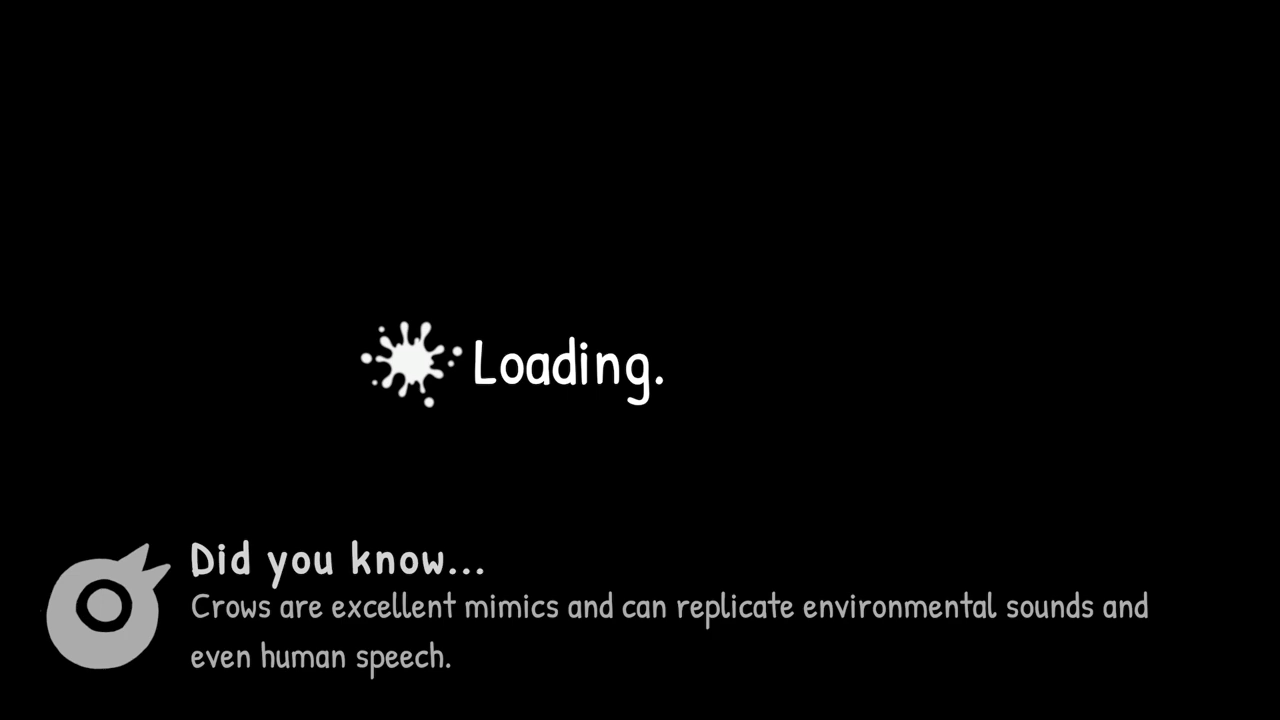 Loading.
Did you know...
Crows are excellent mimics and can replicate environmental sounds and
even human speech.